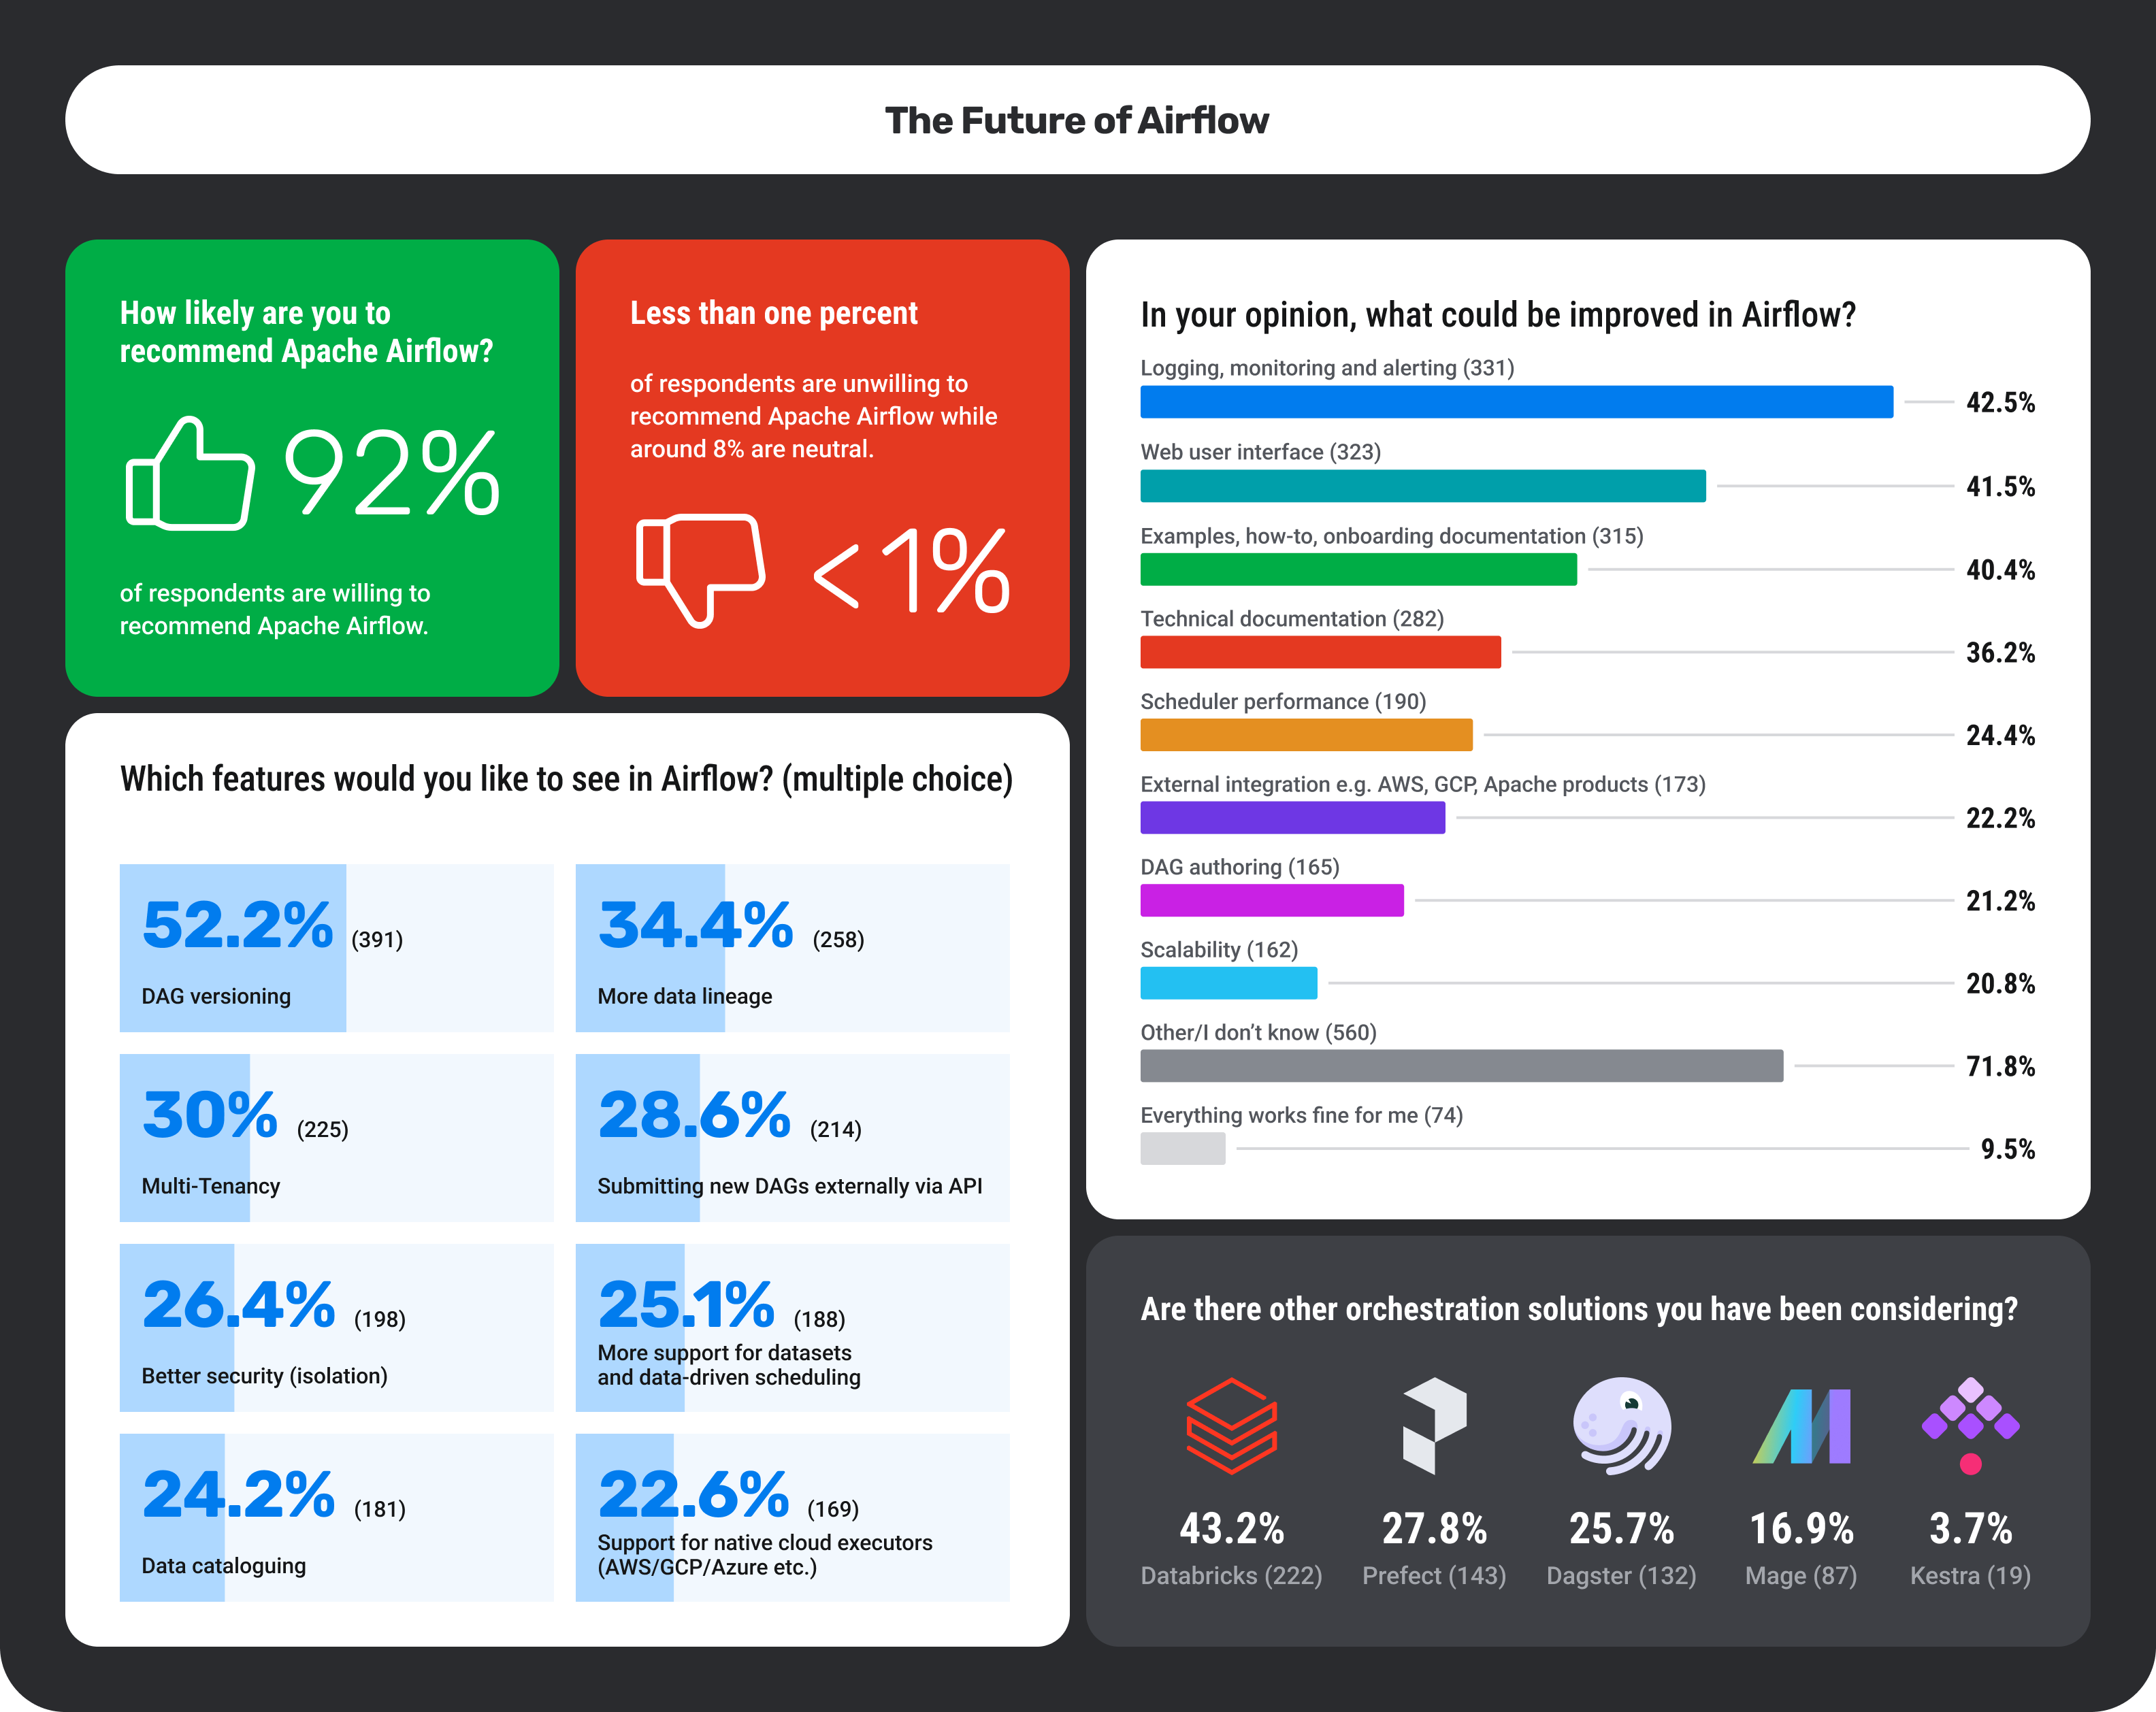 The Future of Airflow
How likely are you to
recommend Apache Airflow?
92%
of respondents are willing to
recommend Apache Airflow.
Less than one percent
of respondents are unwilling to
recommend Apache Airflow while
around 8% are neutral.
<1%
Which features would you like to see in Airflow? (multiple choice)
52.2% (391)
DAG versioning
34.4% (258)
More data lineage
30% (225)
Multi-Tenancy
28.6% (214)
Submitting new DAGs externally via API
26.4% (198)
Better security (isolation)
25.1% (188)
More support for datasets
and data-driven scheduling
24.2% (181)
Data cataloguing
22.6% (169)
Support for native cloud executors
(AWS/GCP/Azure etc.)
In your opinion, what could be improved in Airflow?
Logging, monitoring and alerting (331)
42.5%
Web user interface (323)
41.5%
Examples, how-to, onboarding documentation (315)
40.4%
Technical documentation (282)
36.2%
Scheduler performance (190)
24.4%
External integration e.g. AWS, GCP, Apache products (173)
22.2%
DAG authoring (165)
21.2%
Scalability (162)
20.8%
Other/I don’t know (560)
71.8%
Everything works fine for me (74)
9.5%
Are there other orchestration solutions you have been considering?
43.2%
Databricks (222)
27.8%
Prefect (143)
25.7%
Dagster (132)
16.9%
Mage (87)
3.7%
Kestra (19)